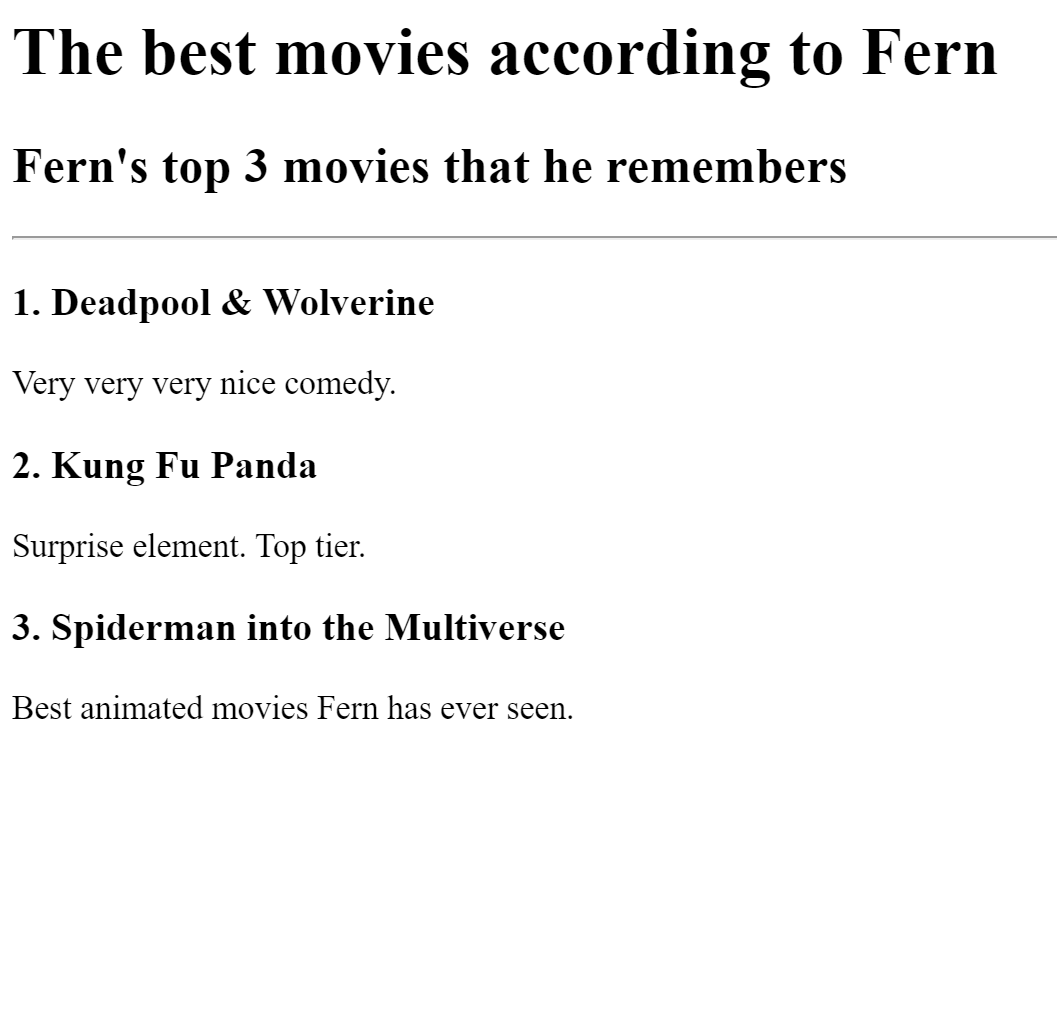 The best movies according to Fern
Fern's top 3 movies that he remembers
1. Deadpool & Wolverine
Very very very nice comedy.
2. Kung Fu Panda
Surprise element. Top tier.
3. Spiderman into the Multiverse
Best animated movies Fern has ever seen.